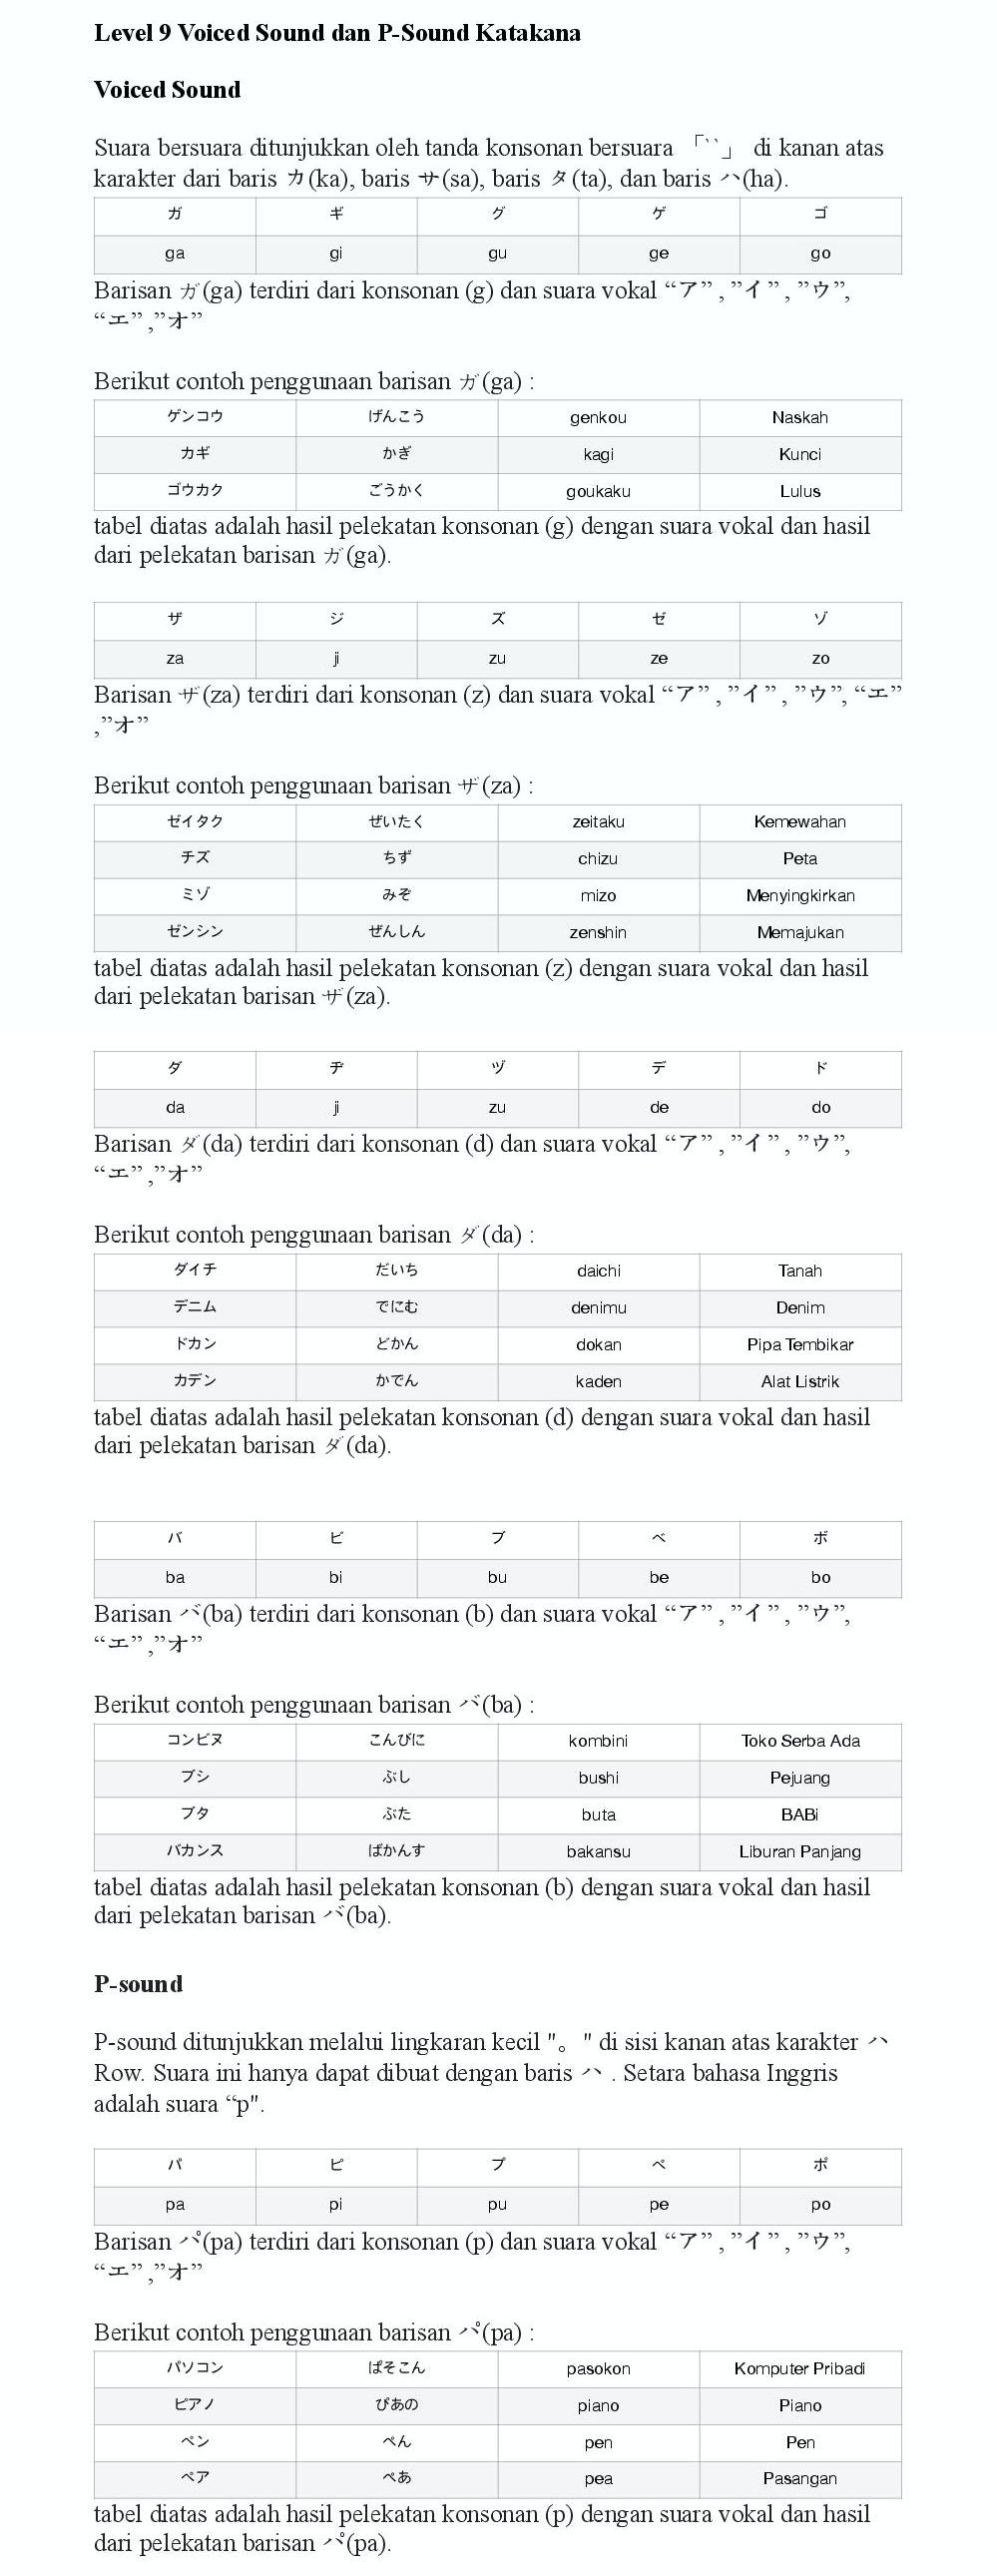 Level 9 Voiced Sound dan P-Sound Katakana
Voiced Sound
Suara bersuara ditunjukkan oleh tanda konsonan bersuara 「``」 di kanan atas
karakter dari baris カ(ka), baris サ(sa), baris タ(ta), dan baris ハ(ha).
ガ ギ グ ゲ ゴ
ga gi gu ge go
Barisan ガ(ga) terdiri dari konsonan (g) dan suara vokal “ア” , ”イ” , ”ウ”,
“エ” ,”オ”
Berikut contoh penggunaan barisan ガ(ga) :
ゲンコウ げんこう genkou Naskah
カギ かぎ kagi Kunci
ゴウカク ごうかく goukaku Lulus
tabel diatas adalah hasil pelekatan konsonan (g) dengan suara vokal dan hasil
dari pelekatan barisan ガ(ga).
ザ ジ ズ ゼ ゾ
za ji zu ze zo
Barisan ザ(za) terdiri dari konsonan (z) dan suara vokal “ア” , ”イ” , ”ウ”, “エ”
,”オ”
Berikut contoh penggunaan barisan ザ(za) :
ゼイタク ぜいたく zeitaku Kemewahan
チズ ちず chizu Peta
ミゾ みぞ mizo Menyingkirkan
ゼンシン ぜんしん zenshin Memajukan
tabel diatas adalah hasil pelekatan konsonan (z) dengan suara vokal dan hasil
dari pelekatan barisan ザ(za).
ダ ヂ ヅ デ ド
da ji zu de do
Barisan ダ(da) terdiri dari konsonan (d) dan suara vokal “ア” , ”イ” , ”ウ”,
“エ” ,”オ”
Berikut contoh penggunaan barisan ダ(da) :
ダイチ だいち daichi Tanah
デニム でにむ denimu Denim
ドカン どかん dokan Pipa Tembikar
カデン かでん kaden Alat Listrik
tabel diatas adalah hasil pelekatan konsonan (d) dengan suara vokal dan hasil
dari pelekatan barisan ダ(da).
バ ビ ブ ベ ボ
ba bi bu be bo
Barisan バ(ba) terdiri dari konsonan (b) dan suara vokal “ア” , ”イ” , ”ウ”,
“エ” ,”オ”
Berikut contoh penggunaan barisan バ(ba) :
コンビヌ こんびに kombini Toko Serba Ada
ブシ ぶし bushi Pejuang
ブタ ぶた buta BABi
バカンス ばかんす bakansu Liburan Panjang
tabel diatas adalah hasil pelekatan konsonan (b) dengan suara vokal dan hasil
dari pelekatan barisan バ(ba).
P-sound
P-sound ditunjukkan melalui lingkaran kecil "。" di sisi kanan atas karakter ハ
Row. Suara ini hanya dapat dibuat dengan baris ハ . Setara bahasa Inggris
adalah suara “p".
パ ピ プ ペ ポ
pa pi pu pe po
Barisan パ(pa) terdiri dari konsonan (p) dan suara vokal “ア” , ”イ” , ”ウ”,
“エ” ,”オ”
Berikut contoh penggunaan barisan パ(pa) :
パソコン ぱそこん pasokon Komputer Pribadi
ピアノ ぴあの piano Piano
ペン ぺん pen Pen
ペア ぺあ pea Pasangan
tabel diatas adalah hasil pelekatan konsonan (p) dengan suara vokal dan hasil
dari pelekatan barisan パ(pa).